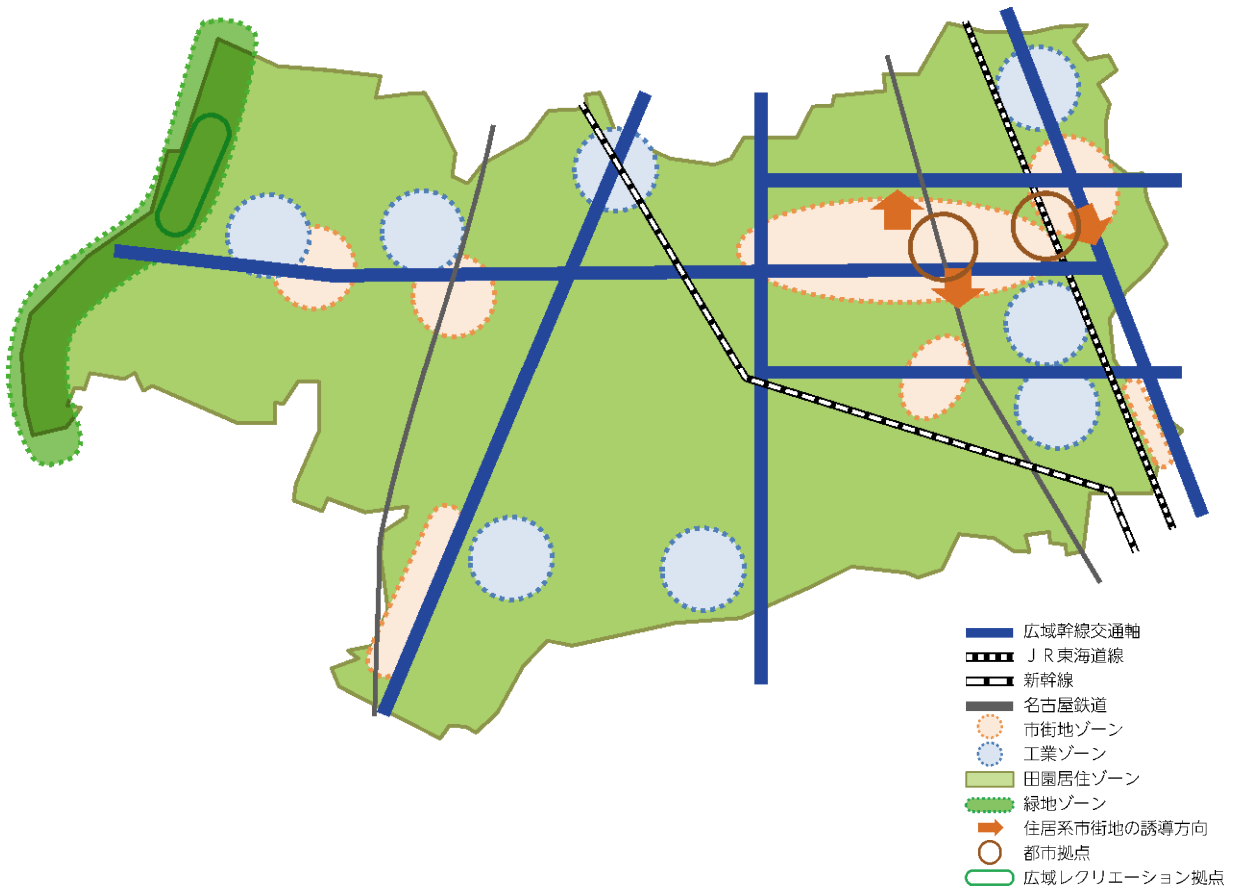 広域幹線交通軸
ＪＲ東海道線
新幹線
名古屋鉄道
市街地ゾーン
工業ゾーン
田園居住ゾーン
緑地ゾーン
住居系市街地の誘導方向
都市拠点
広域レクリエーション拠点